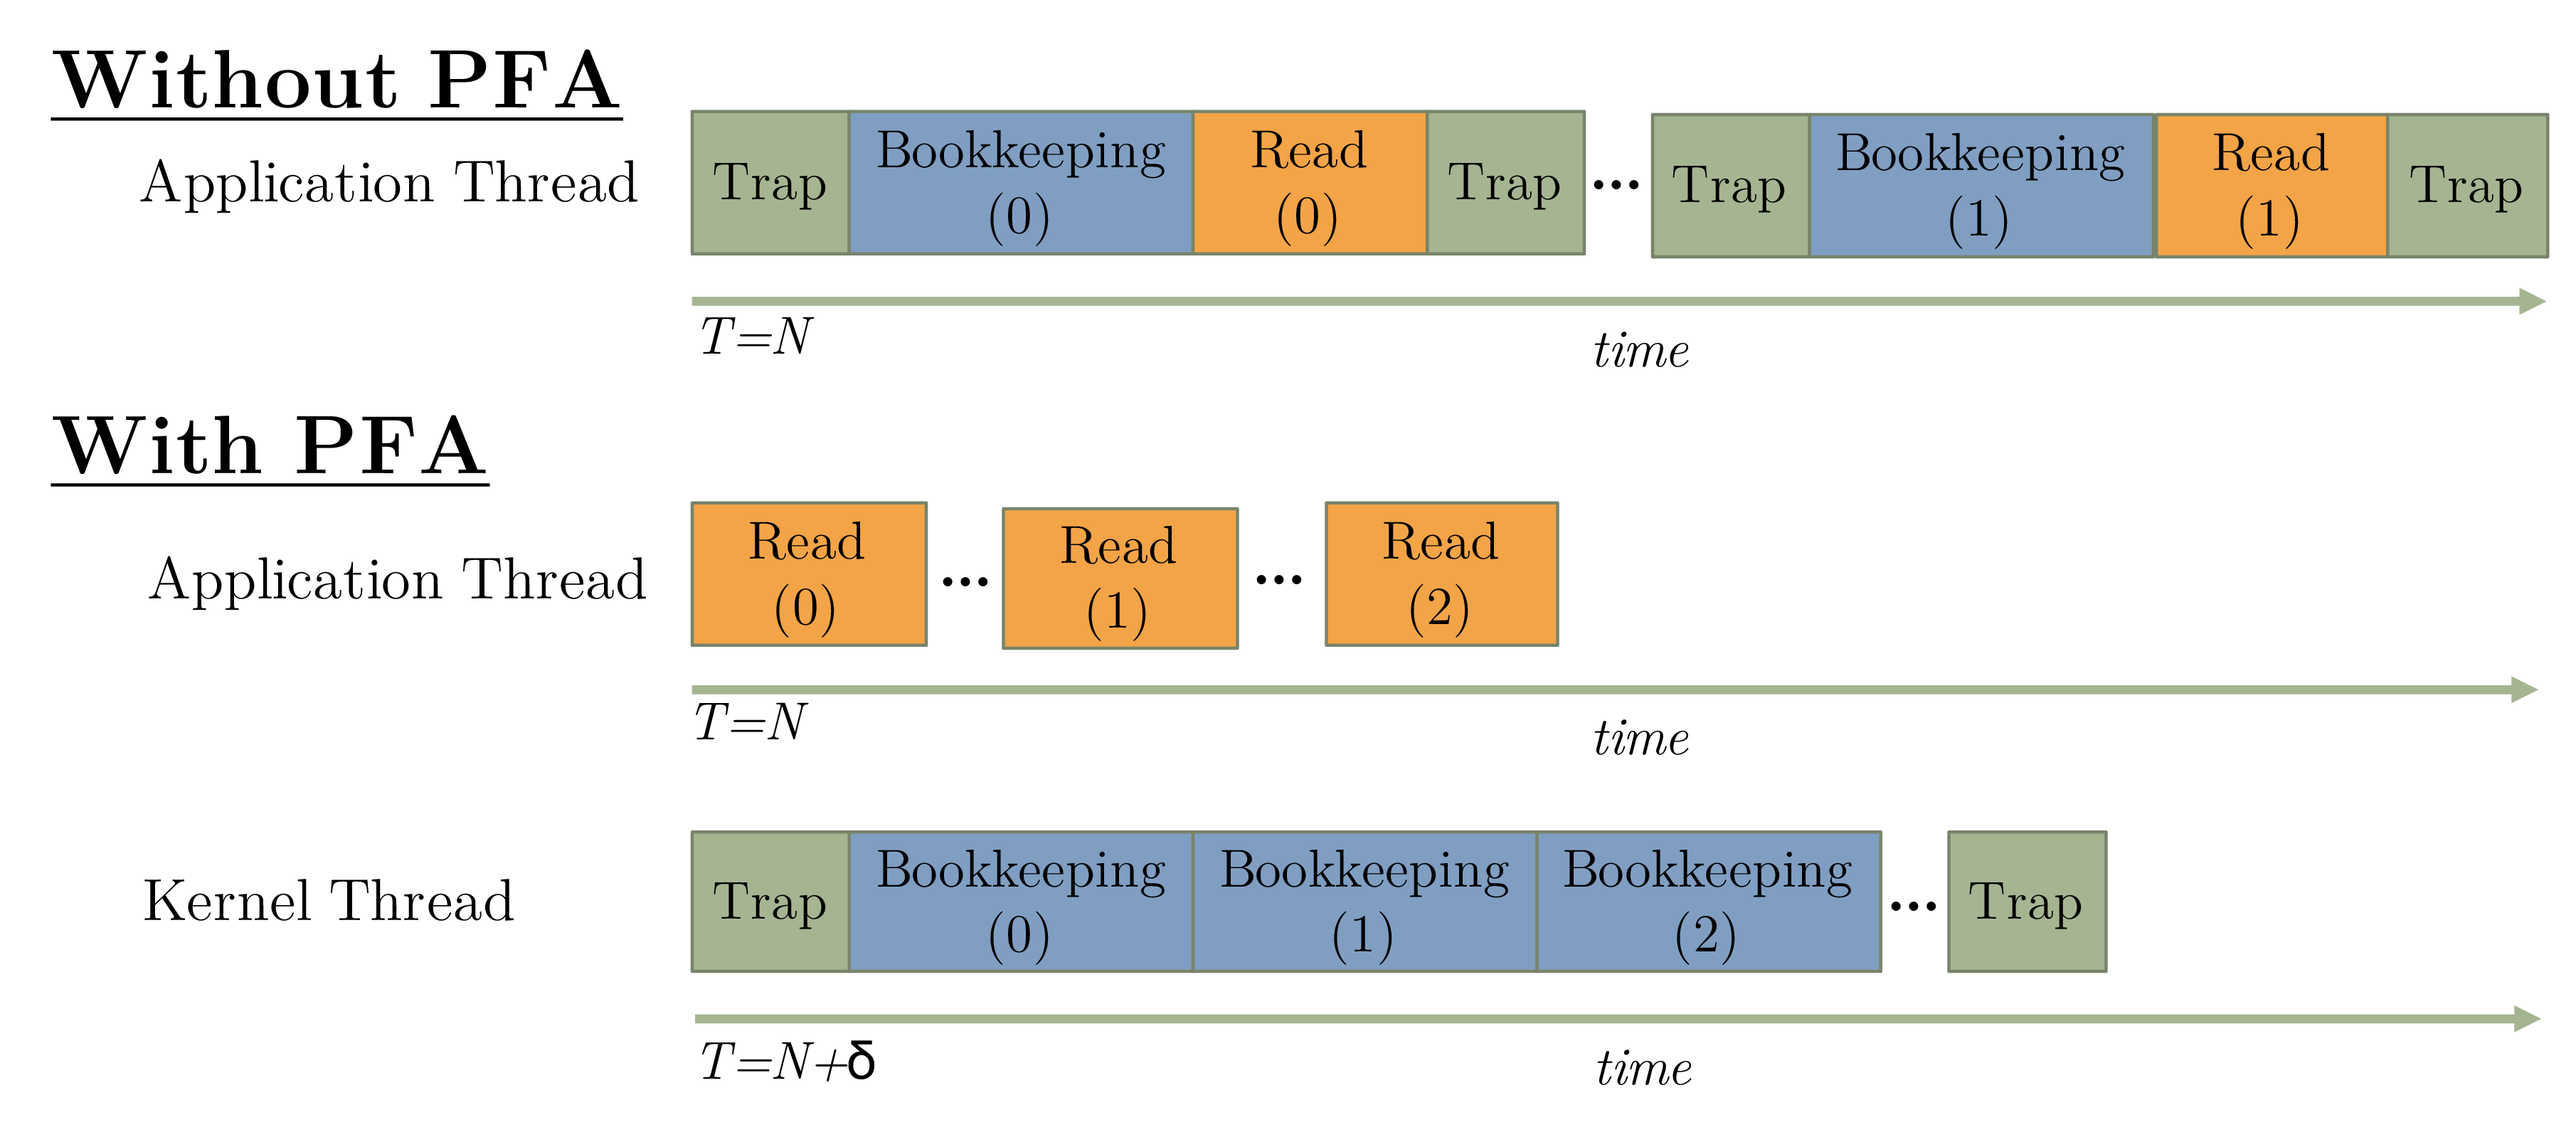 Without PFA
Application Thread
Trap
Bookkeeping
(0)
Read
(0)
Trap
...
Trap
Bookkeeping
(1)
Read
(1)
Trap
T=N
time
With PFA
Application Thread
Read
(0)
...
Read
(1)
...
Read
(2)
T=N
time
Kernel Thread
Trap
Bookkeeping
(0)
Bookkeeping
(1)
Bookkeeping
(2)
...
Trap
T=N+δ
time